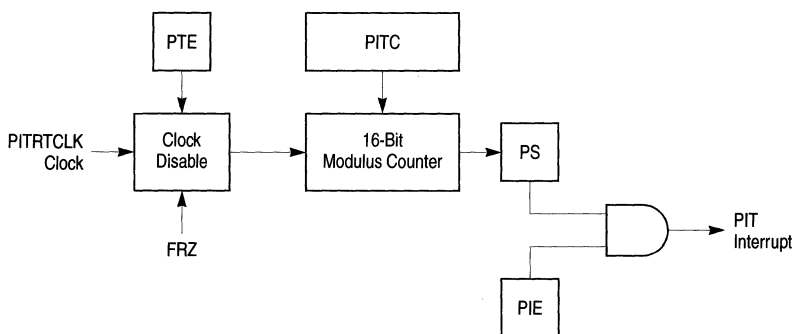 PTE
PITC
PITRTCLK
Clock
Clock
Disable
16-Bit
Modulus Counter
PS
FRZ
PIT
Interrupt
PIE